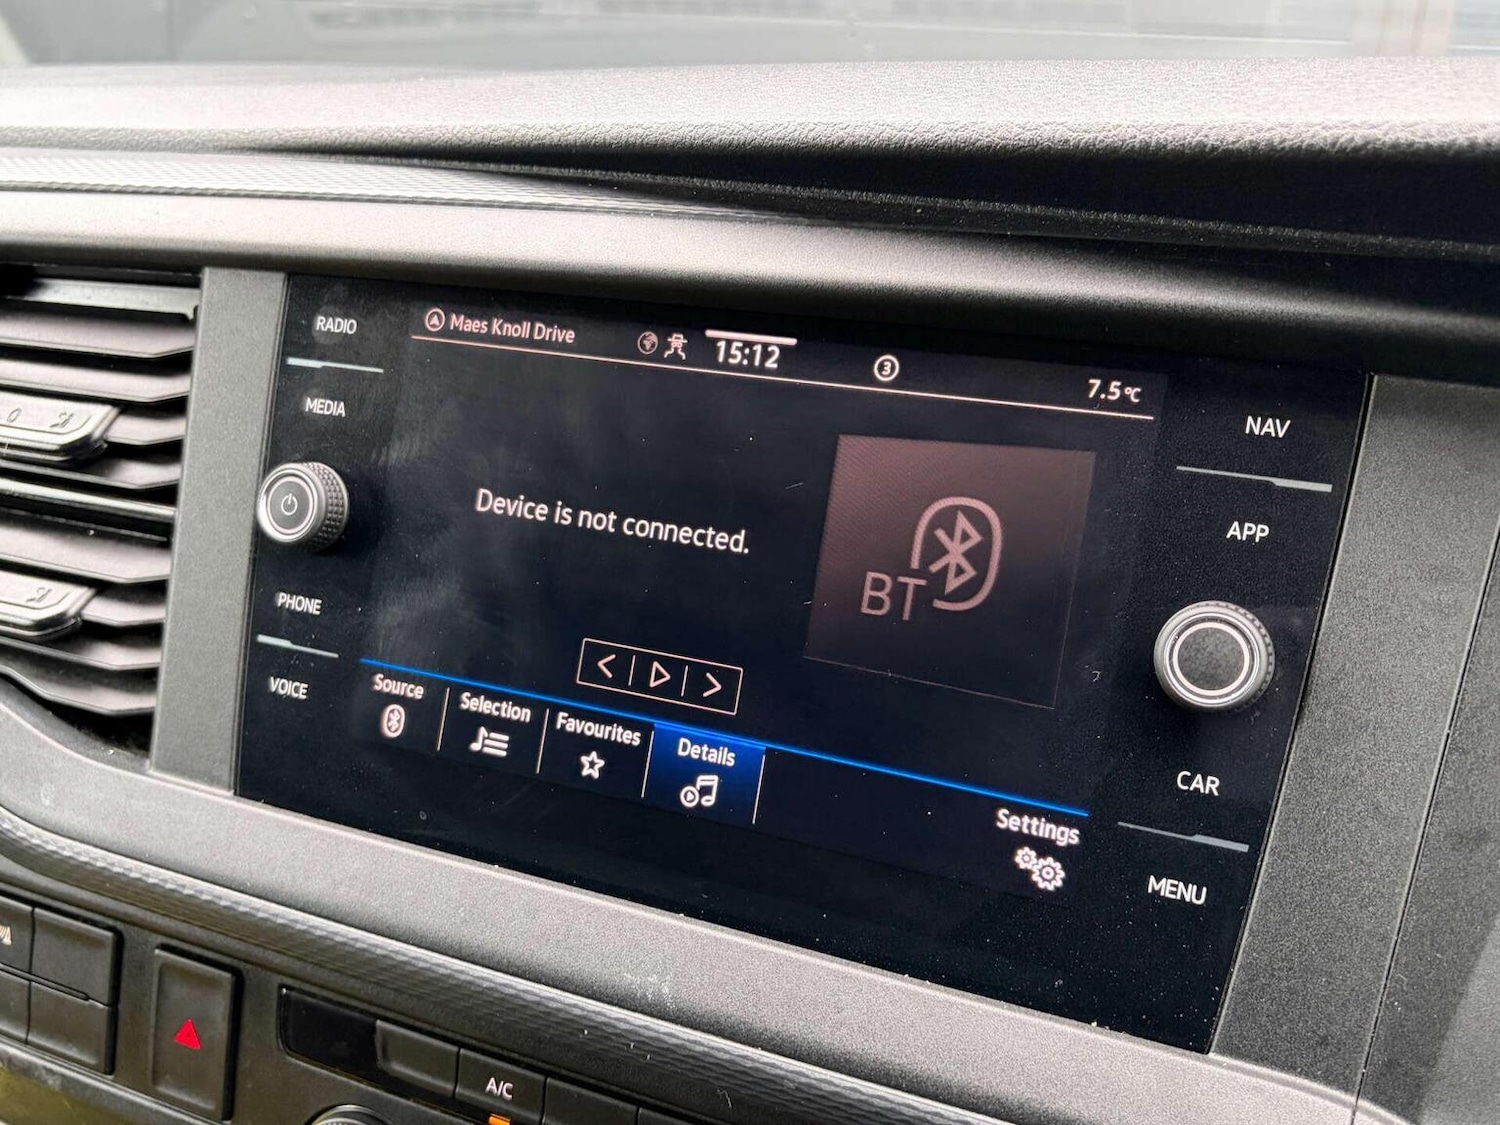 RADIO
MEDIA
PHONE
VOICE
Maes Knoll Drive
15:12
3
7.5°C
Device is not connected.
BT
Source
Selection
Favourites
Details
Settings
NAV
APP
CAR
MENU
A/C